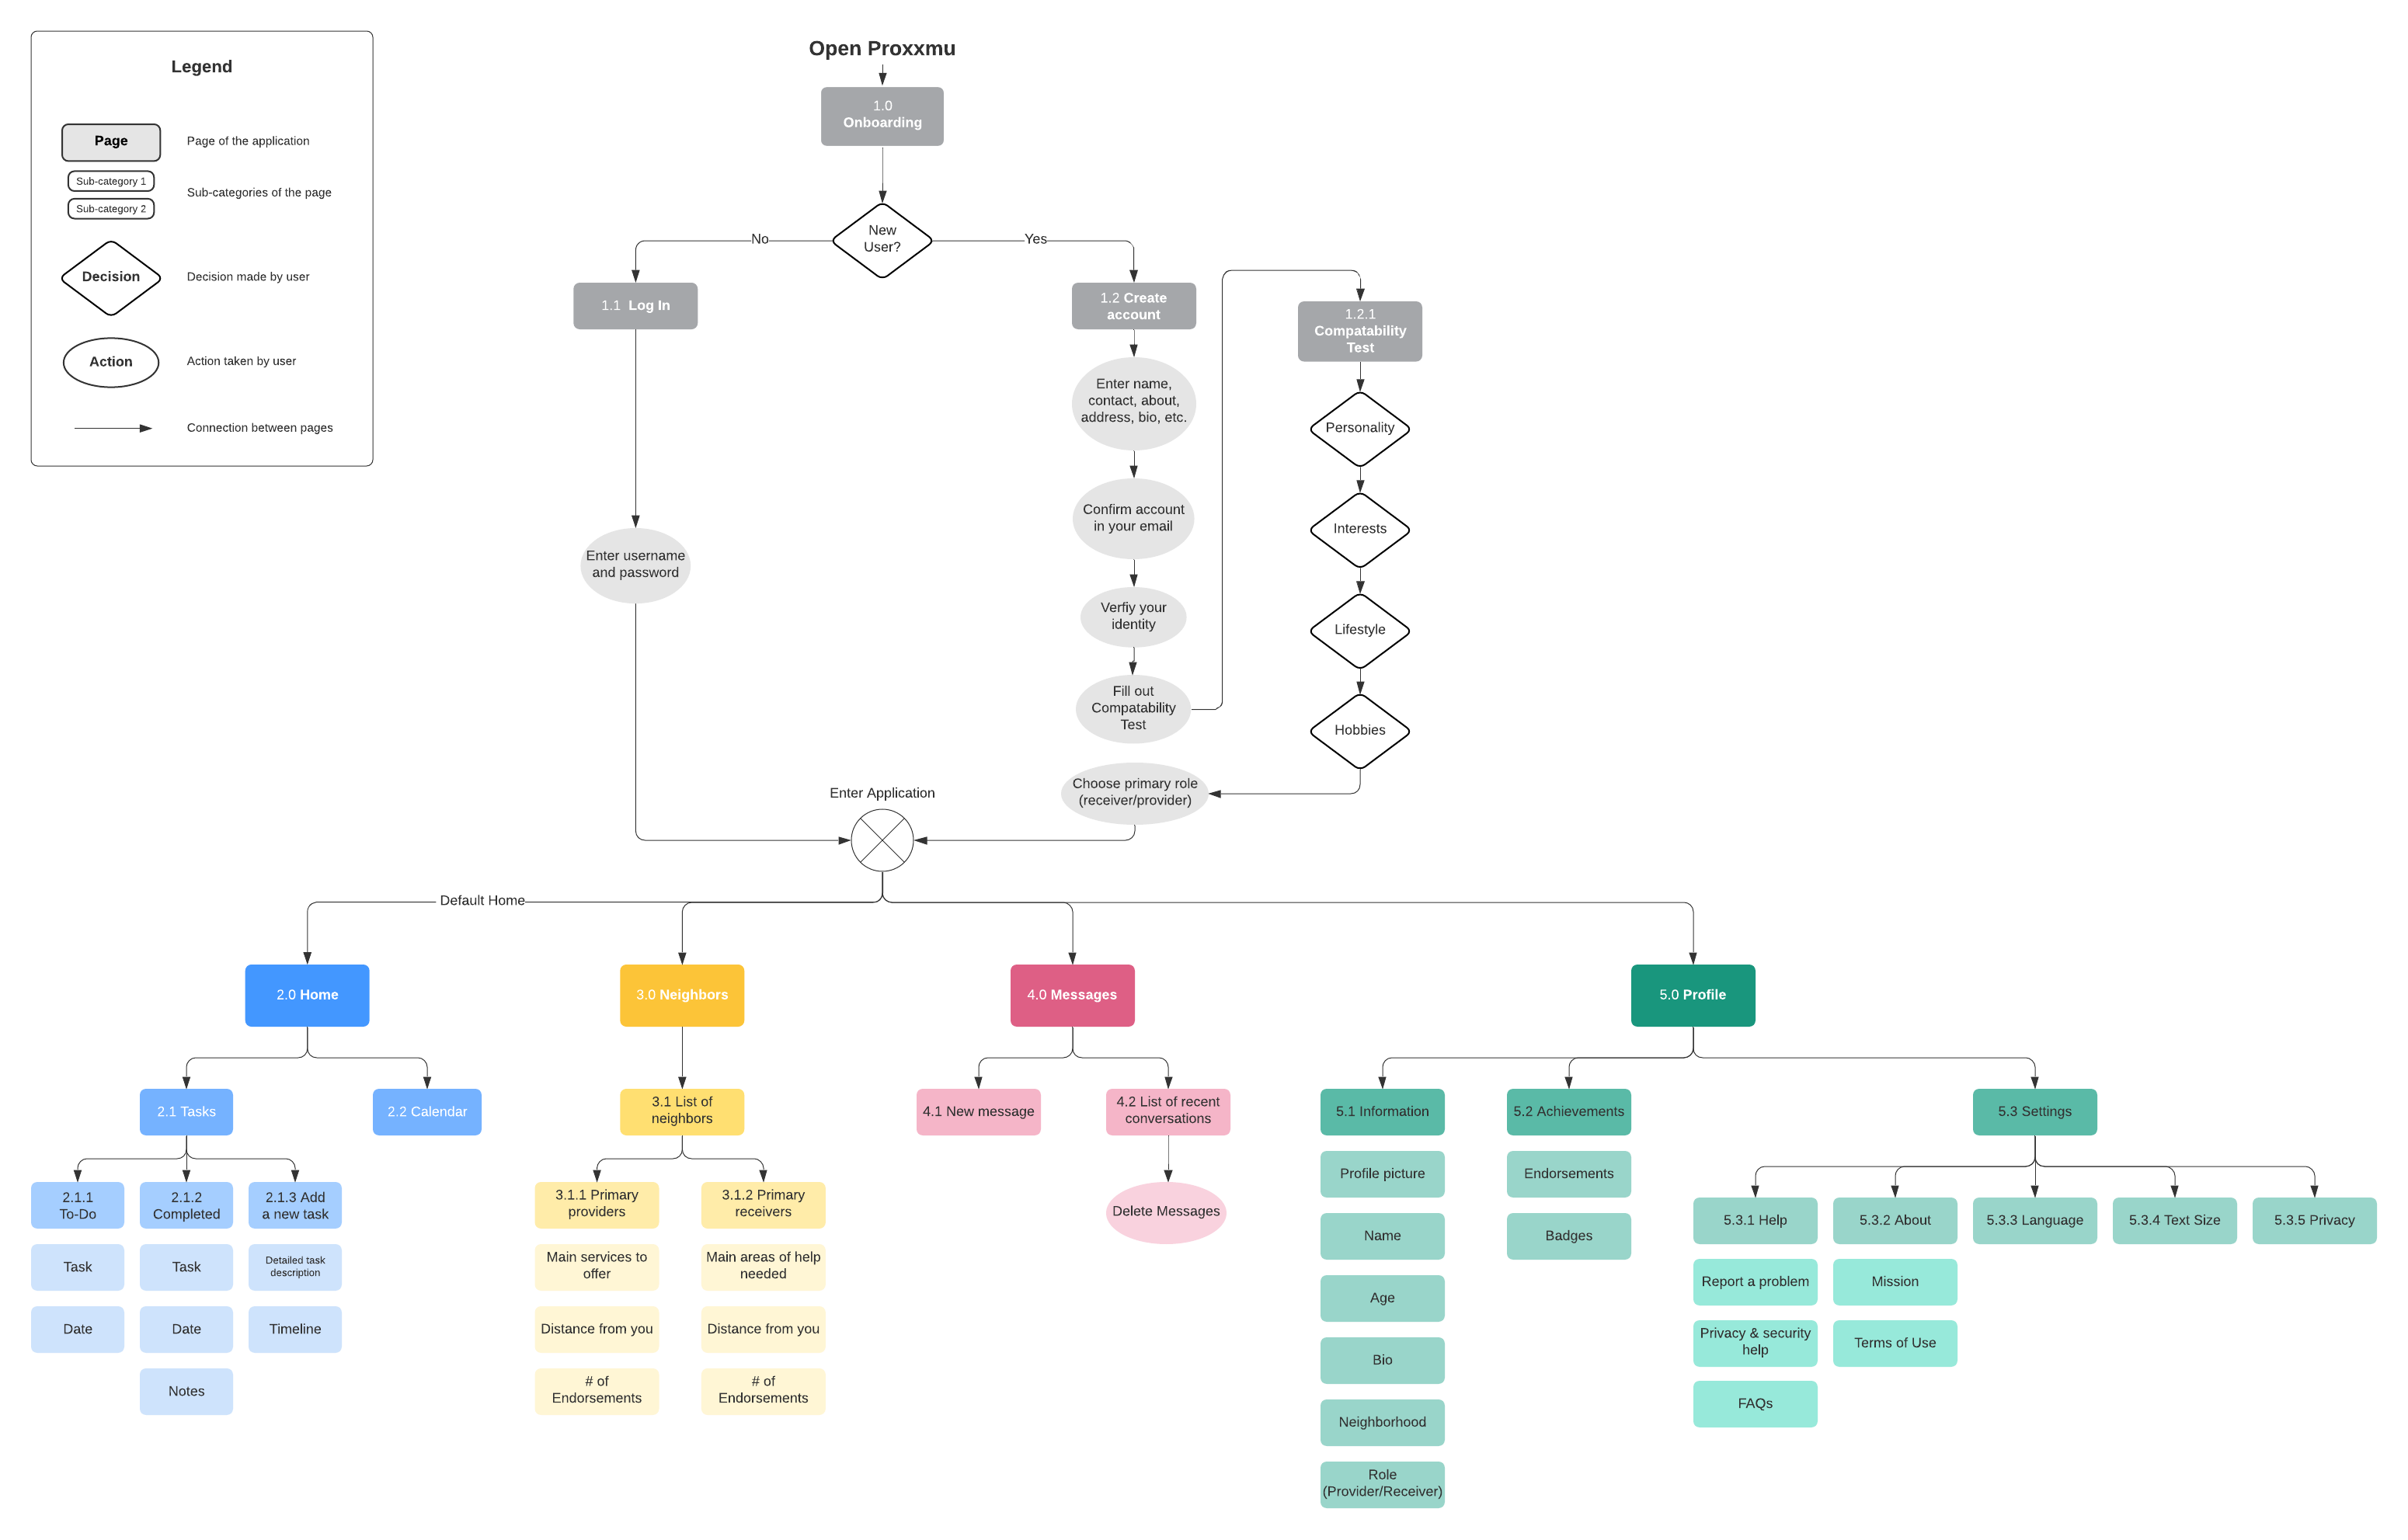 Legend
Page
Page of the application
Sub-category 1
Sub-category 2
Sub-categories of the page
Decision
Decision made by user
Action
Action taken by user
Connection between pages
Open Proxxmu
1.0
Onboarding
New
User?
No
Yes
1.1 Log In
1.2 Create
account
1.2.1
Compatability
Test
Enter name,
contact, about,
address, bio, etc.
Personality
Confirm account
in your email
Interests
Enter username
and password
Verfiy your
identity
Lifestyle
Fill out
Compatability
Test
Hobbies
Choose primary role
(receiver/provider)
Enter Application
Default Home
2.0 Home
3.0 Neighbors
4.0 Messages
5.0 Profile
2.1 Tasks
2.2 Calendar
3.1 List of
neighbors
4.1 New message
4.2 List of recent
conversations
5.1 Information
5.2 Achievements
5.3 Settings
2.1.1
To-Do
2.1.2
Completed
2.1.3 Add
a new task
3.1.1 Primary
providers
3.1.2 Primary
receivers
Delete Messages
Profile picture
Endorsements
5.3.1 Help
5.3.2 About
5.3.3 Language
5.3.4 Text Size
5.3.5 Privacy
Task
Task
Detailed task
description
Main services to
offer
Main areas of help
needed
Name
Badges
Report a problem
Mission
Date
Date
Timeline
Distance from you
Distance from you
Age
Privacy & security
help
Terms of Use
Notes
# of
Endorsements
# of
Endorsements
Bio
FAQs
Neighborhood
Role
(Provider/Receiver)